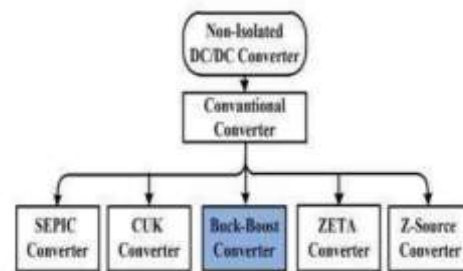 Non-Isolated
DC/DC Converter
Convantional
Converter
SEPIC
Converter
CUK
Converter
Buck-Boost
Converter
ZETA
Converter
Z-Source
Converter